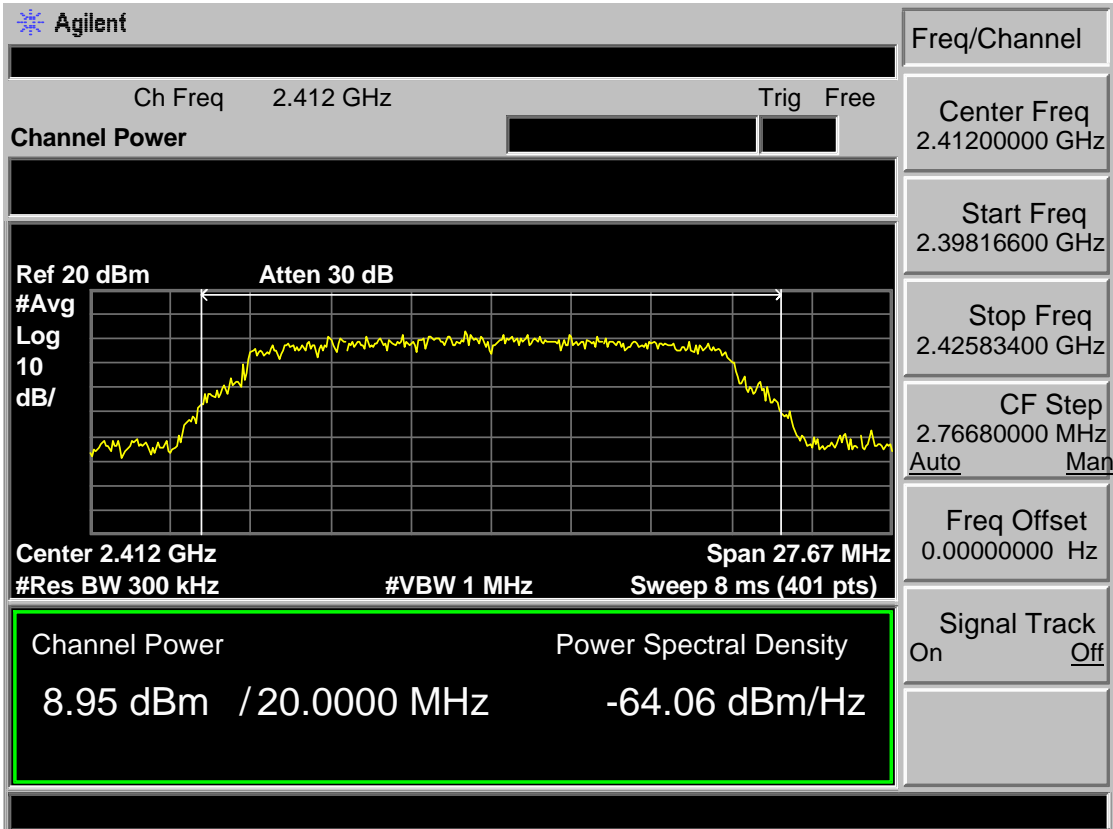 Agilent
Ch Freq 2.412 GHz Trig Free
Channel Power
Ref 20 dBm Atten 30 dB
#Avg
Log
10
dB/
Center 2.412 GHz Span 27.67 MHz
#Res BW 300 kHz #VBW 1 MHz Sweep 8 ms (401 pts)
Channel Power Power Spectral Density
8.95 dBm / 20.0000 MHz -64.06 dBm/Hz
Freq/Channel
Center Freq
2.41200000 GHz
Start Freq
2.39816600 GHz
Stop Freq
2.42583400 GHz
CF Step
2.76680000 MHz
Auto Man
Freq Offset
0.00000000 Hz
Signal Track
On Off